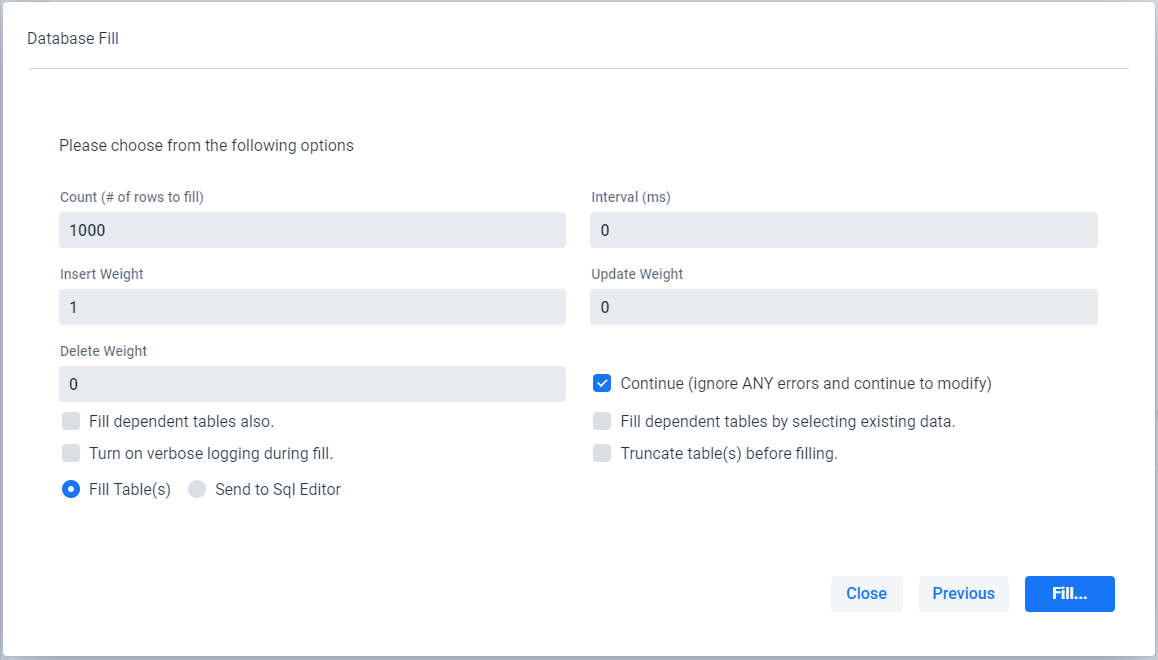 Database Fill
Please choose from the following options
Count (# of rows to fill)
Interval (ms)
1000
0
Insert Weight
Update Weight
1
0
Delete Weight
0
Continue (ignore ANY errors and continue to modify)
Fill dependent tables also.
Fill dependent tables by selecting existing data.
Turn on verbose logging during fill.
Truncate table(s) before filling.
Fill Table(s)
Send to Sql Editor
Close
Previous
Fill...